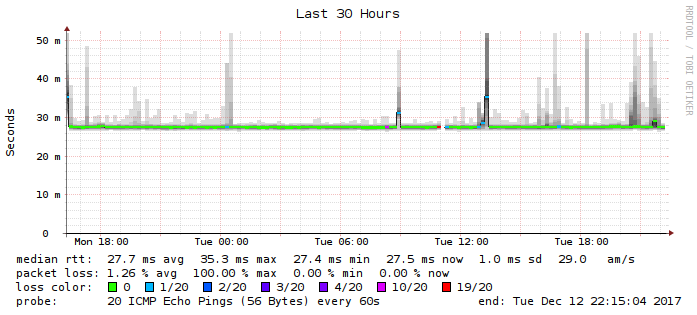 Last 30 Hours
RRDTOOL / TOBI OETIKER
Seconds
50 m
40 m
30 m
20 m
10 m
0
Mon 18:00 Tue 00:00 Tue 06:00 Tue 12:00 Tue 18:00
median rtt: 27.7 ms avg 35.3 ms max 27.4 ms min 27.5 ms now 1.0 ms sd 29.0 am/s
packet loss: 1.26 % avg 100.00 % max 0.00 % min 0.00 % now
loss color: 0 1/20 2/20 3/20 4/20 10/20 19/20
probe: 20 ICMP Echo Pings (56 Bytes) every 60s end: Tue Dec 12 22:15:04 2017